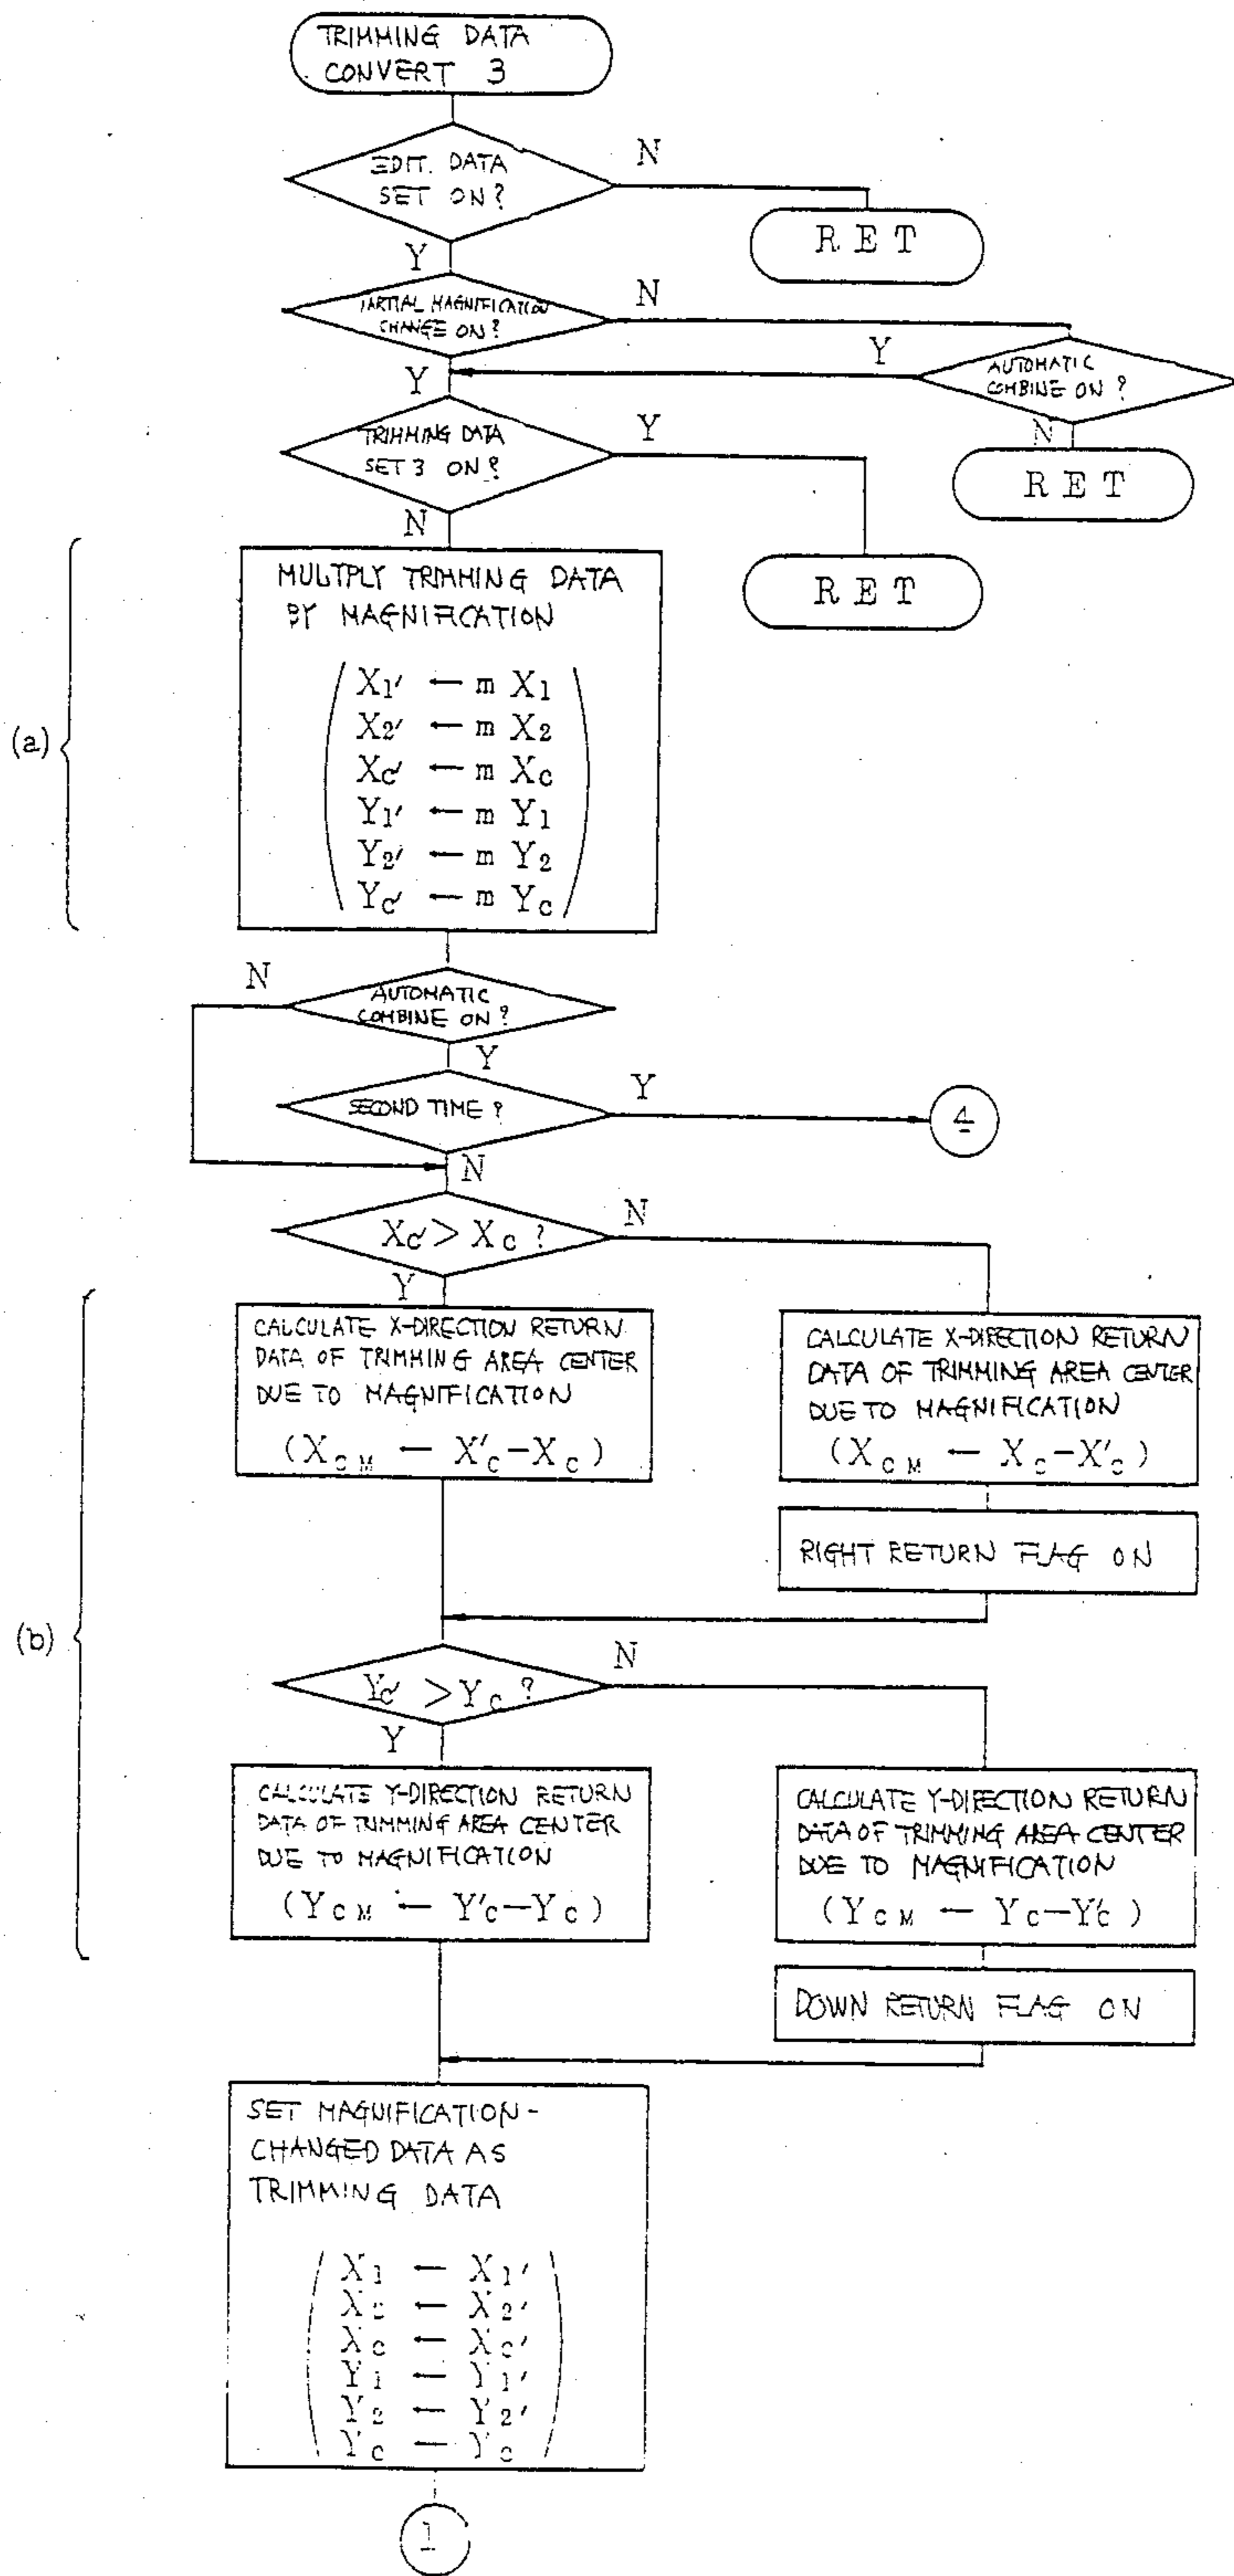 TRIMMING DATA
CONVERT 3
EDIT. DATA
SET ON?
N
RET
Y
PARTIAL MAGNIFICATION
CHANGE ON?
N
Y
Y
AUTOMATIC
COMBINE ON?
N
RET
TRIMMING DATA
SET 3 ON?
Y
RET
N
(a)
MULTPLY TRIMMING DATA
BY MAGNIFICATION
X1' ← m X1
X2' ← m X2
XC' ← m XC
Y1' ← m Y1
Y2' ← m Y2
YC' ← m YC
N
AUTOMATIC
COMBINE ON?
Y
SECOND TIME?
Y
4
N
XC' > XC ?
N
Y
(b)
CALCULATE X-DIRECTION RETURN
DATA OF TRIMMING AREA CENTER
DUE TO MAGNIFICATION
(XCM ← X'C-XC)
CALCULATE X-DIRECTION RETURN
DATA OF TRIMMING AREA CENTER
DUE TO MAGNIFICATION
(XCM ← XC-X'C)
RIGHT RETURN FLAG ON
YC' > YC ?
N
Y
CALCULATE Y-DIRECTION RETURN
DATA OF TRIMMING AREA CENTER
DUE TO MAGNIFICATION
(YCM ← Y'C-YC)
CALCULATE Y-DIRECTION RETURN
DATA OF TRIMMING AREA CENTER
DUE TO MAGNIFICATION
(YCM ← YC-Y'C)
DOWN RETURN FLAG ON
SET MAGNIFICATION-
CHANGED DATA AS
TRIMMING DATA
X1 ← X1'
X2 ← X2'
XC ← XC'
Y1 ← Y1'
Y2 ← Y2'
YC ← YC
1